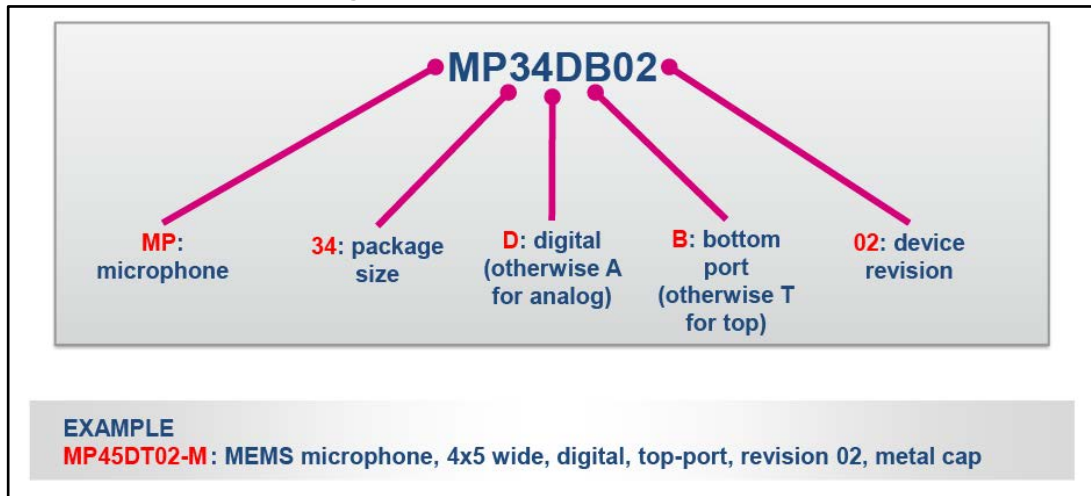 MP34DB02
MP:
microphone
34: package
size
D: digital
(otherwise A
for analog)
B: bottom
port
(otherwise T
for top)
02: device
revision
EXAMPLE
MP45DT02-M: MEMS microphone, 4x5 wide, digital, top-port, revision 02, metal cap